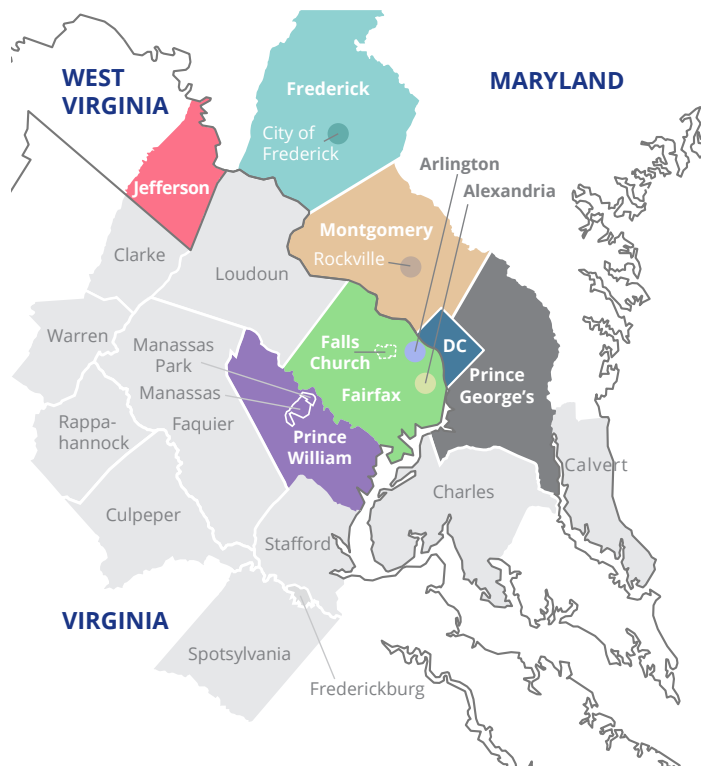 WEST
VIRGINIA
MARYLAND
Frederick
City of
Frederick
Arlington
Alexandria
Jefferson
Montgomery
Rockville
Clarke
Loudoun
Warren
Manassas
Park
Falls
Church
DC
Manassas
Fairfax
Prince
George's
Rappa-
hannock
Faquier
Prince
William
Calvert
Charles
Culpeper
Stafford
VIRGINIA
Spotsylvania
Frederickburg